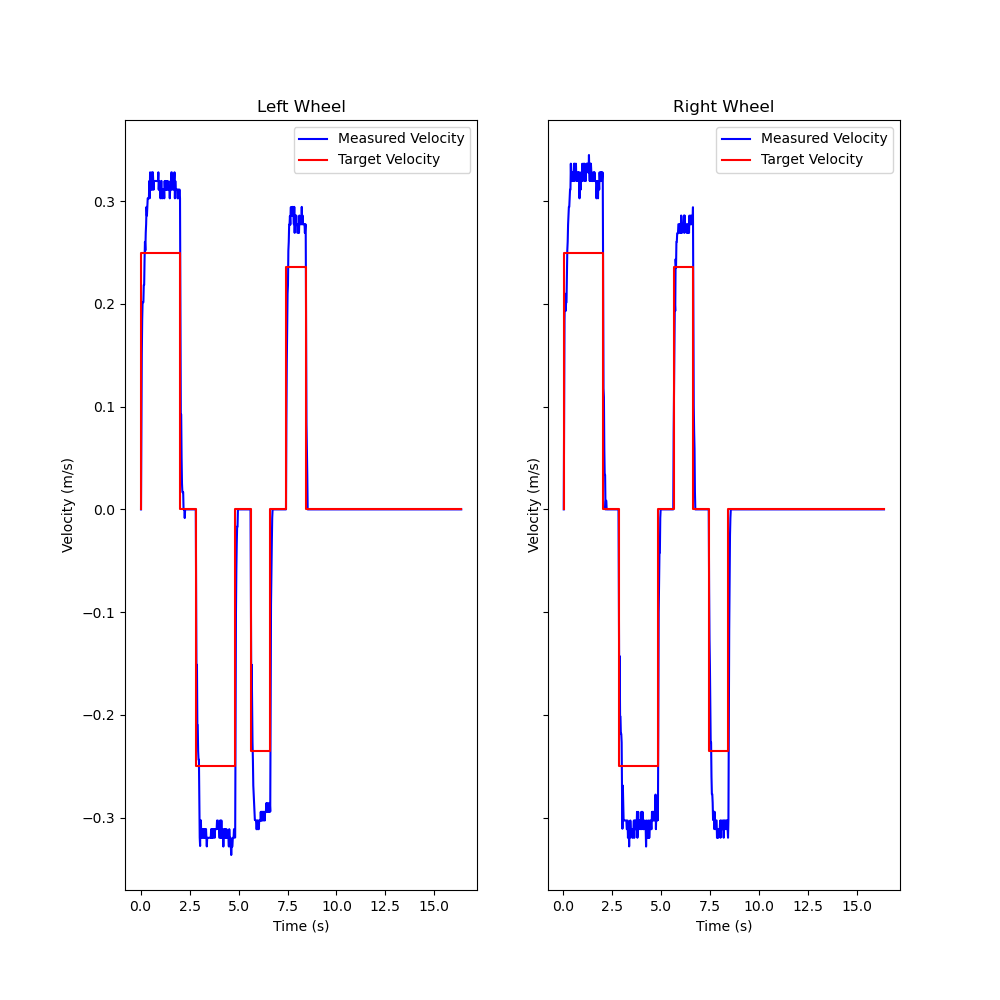 Left Wheel
Measured Velocity
Target Velocity
Velocity (m/s)
0.3
0.2
0.1
0.0
−0.1
−0.2
−0.3
0.0 2.5 5.0 7.5 10.0 12.5 15.0
Time (s)
Right Wheel
Measured Velocity
Target Velocity
Velocity (m/s)
0.0 2.5 5.0 7.5 10.0 12.5 15.0
Time (s)